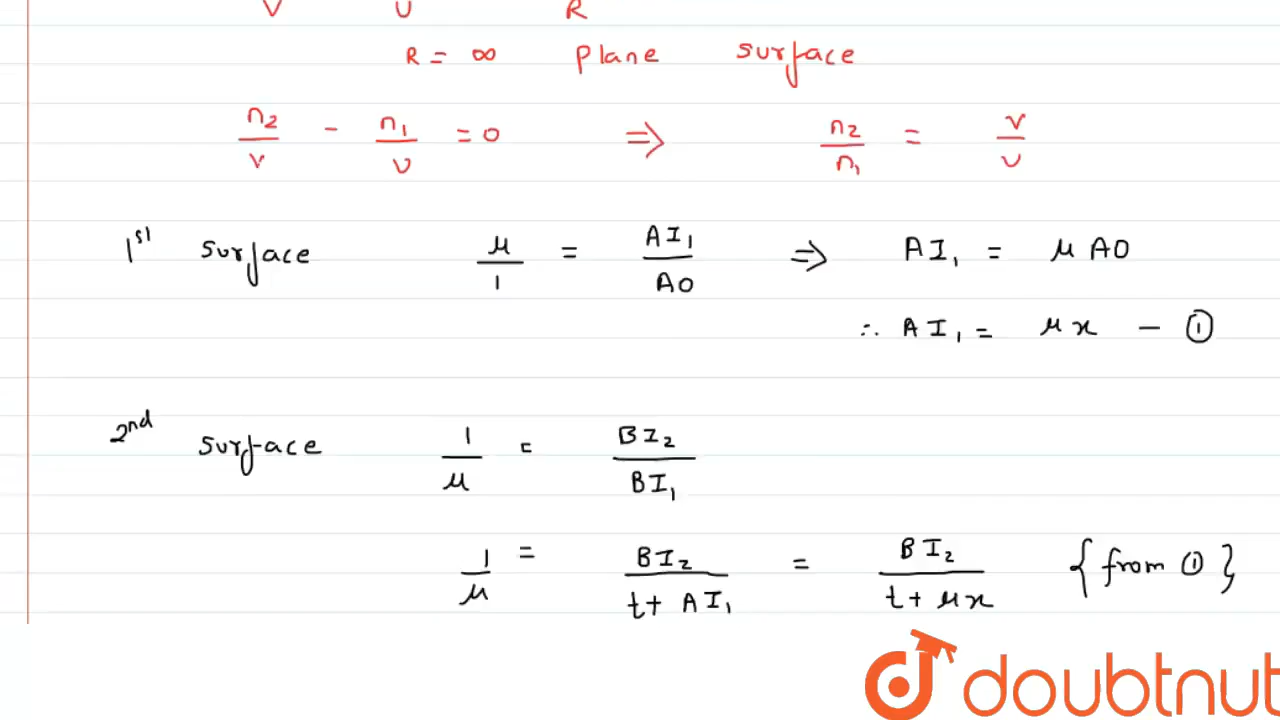 v u R
R = ∞ plane surface
n₂/v - n₁/u = 0 ⇒ n₂/n₁ = v/u
1st surface μ/1 = AI₁/AO ⇒ AI₁ = μ AO
∴ AI₁ = μx - ①
2nd surface 1/μ = BI₂/BI₁
1/μ = BI₂/t + AI₁ = BI₂/t + μx {from ①}
doubtnut